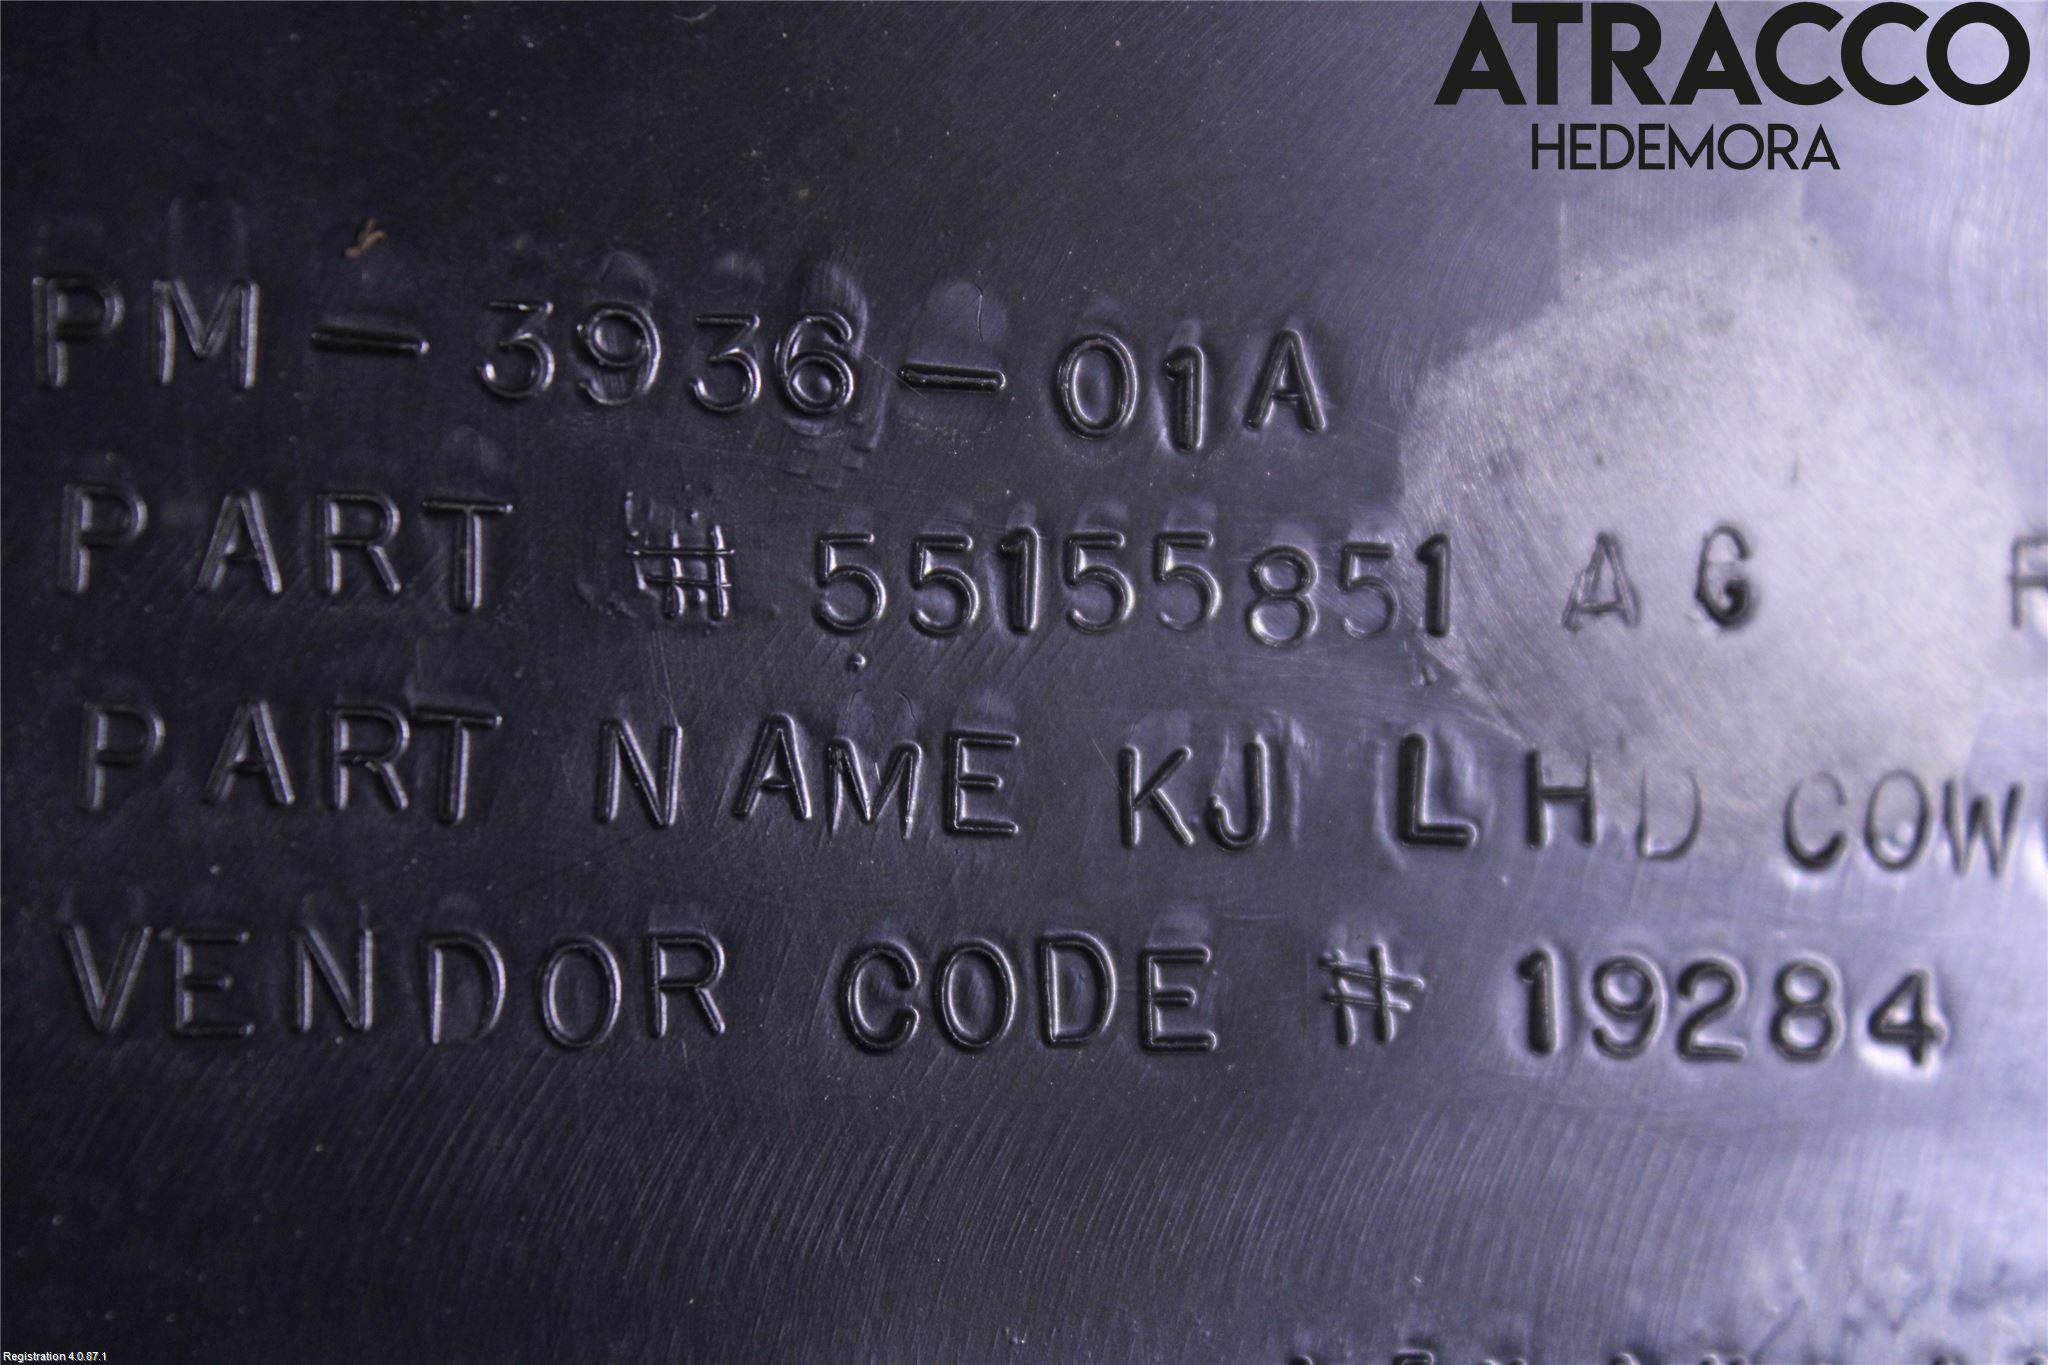 ATRACCO
HEDEMORA
PM-3936-01A
PART # 55155851 AG
PART NAME KJ LHD COW
VENDOR CODE # 19284
Registration 4.0.87.1